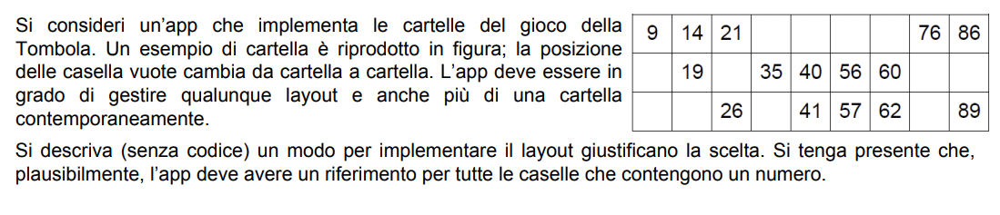 Si consideri un'app che implementa le cartelle del gioco della
Tombola. Un esempio di cartella è riprodotto in figura; la posizione
delle casella vuote cambia da cartella a cartella. L'app deve essere in
grado di gestire qualunque layout e anche più di una cartella
contemporaneamente.
9 14 21 76 86
19 35 40 56 60
26 41 57 62 89
Si descriva (senza codice) un modo per implementare il layout giustificano la scelta. Si tenga presente che,
plausibilmente, l'app deve avere un riferimento per tutte le caselle che contengono un numero.